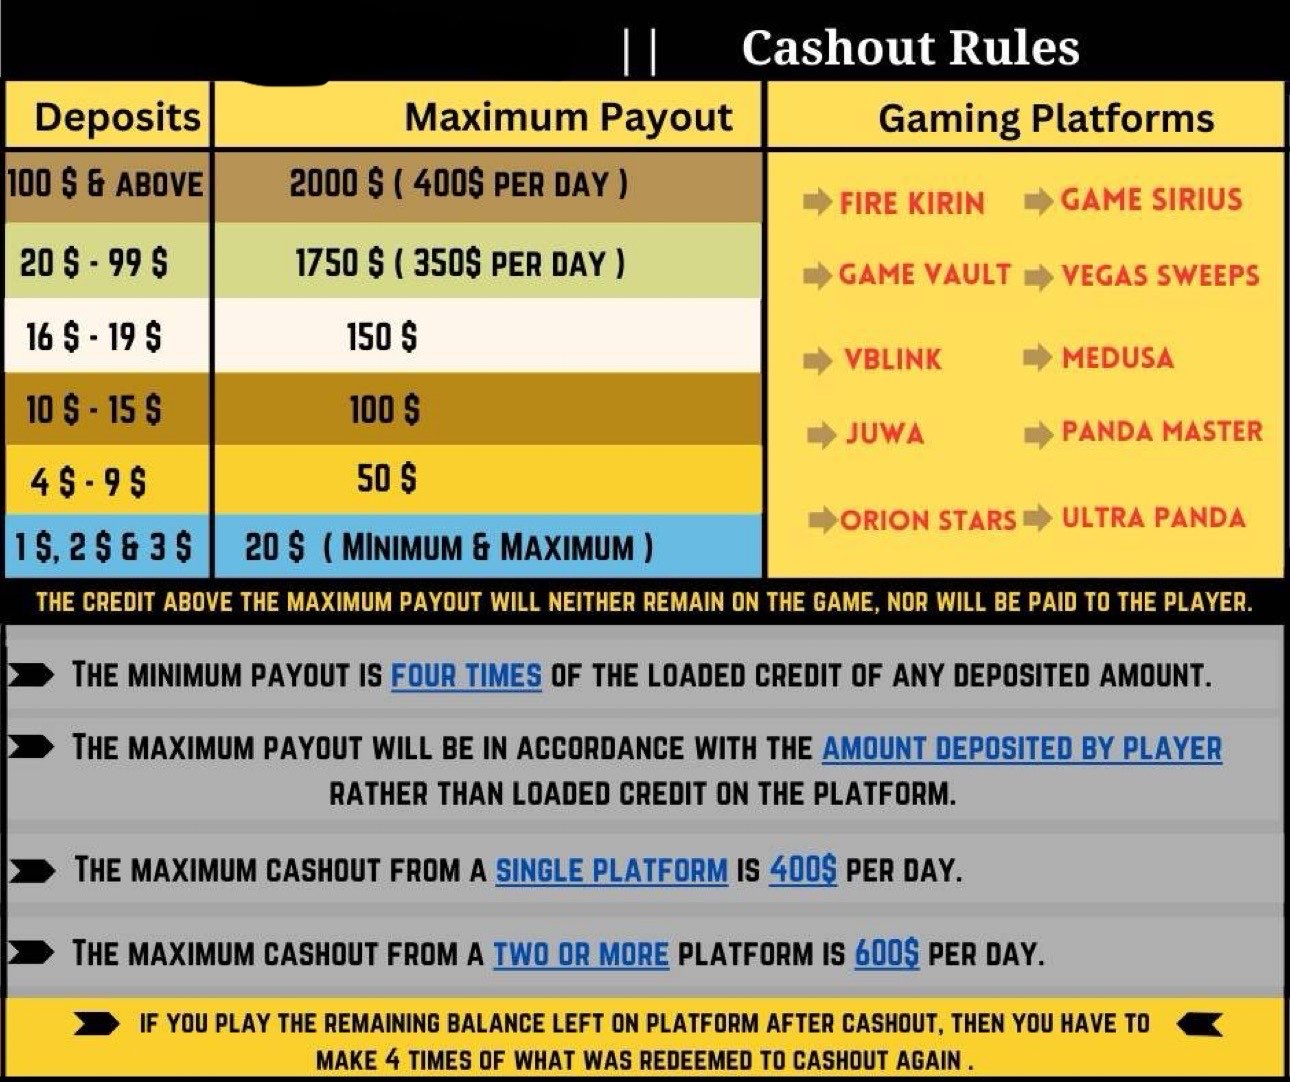 || Cashout Rules
Deposits Maximum Payout Gaming Platforms
100 $ & ABOVE 2000 $ ( 400$ PER DAY )
20 $ - 99 $ 1750 $ ( 350$ PER DAY )
16 $ - 19 $ 150 $
10 $ - 15 $ 100 $
4 $ - 9 $ 50 $
1 $, 2 $ & 3 $ 20 $ ( MINIMUM & MAXIMUM )
FIRE KIRIN GAME SIRIUS
GAME VAULT VEGAS SWEEPS
VBLINK MEDUSA
JUWA PANDA MASTER
ORION STARS ULTRA PANDA
THE CREDIT ABOVE THE MAXIMUM PAYOUT WILL NEITHER REMAIN ON THE GAME, NOR WILL BE PAID TO THE PLAYER.
THE MINIMUM PAYOUT IS FOUR TIMES OF THE LOADED CREDIT OF ANY DEPOSITED AMOUNT.
THE MAXIMUM PAYOUT WILL BE IN ACCORDANCE WITH THE AMOUNT DEPOSITED BY PLAYER
RATHER THAN LOADED CREDIT ON THE PLATFORM.
THE MAXIMUM CASHOUT FROM A SINGLE PLATFORM IS 400$ PER DAY.
THE MAXIMUM CASHOUT FROM A TWO OR MORE PLATFORM IS 600$ PER DAY.
IF YOU PLAY THE REMAINING BALANCE LEFT ON PLATFORM AFTER CASHOUT, THEN YOU HAVE TO
MAKE 4 TIMES OF WHAT WAS REDEEMED TO CASHOUT AGAIN .